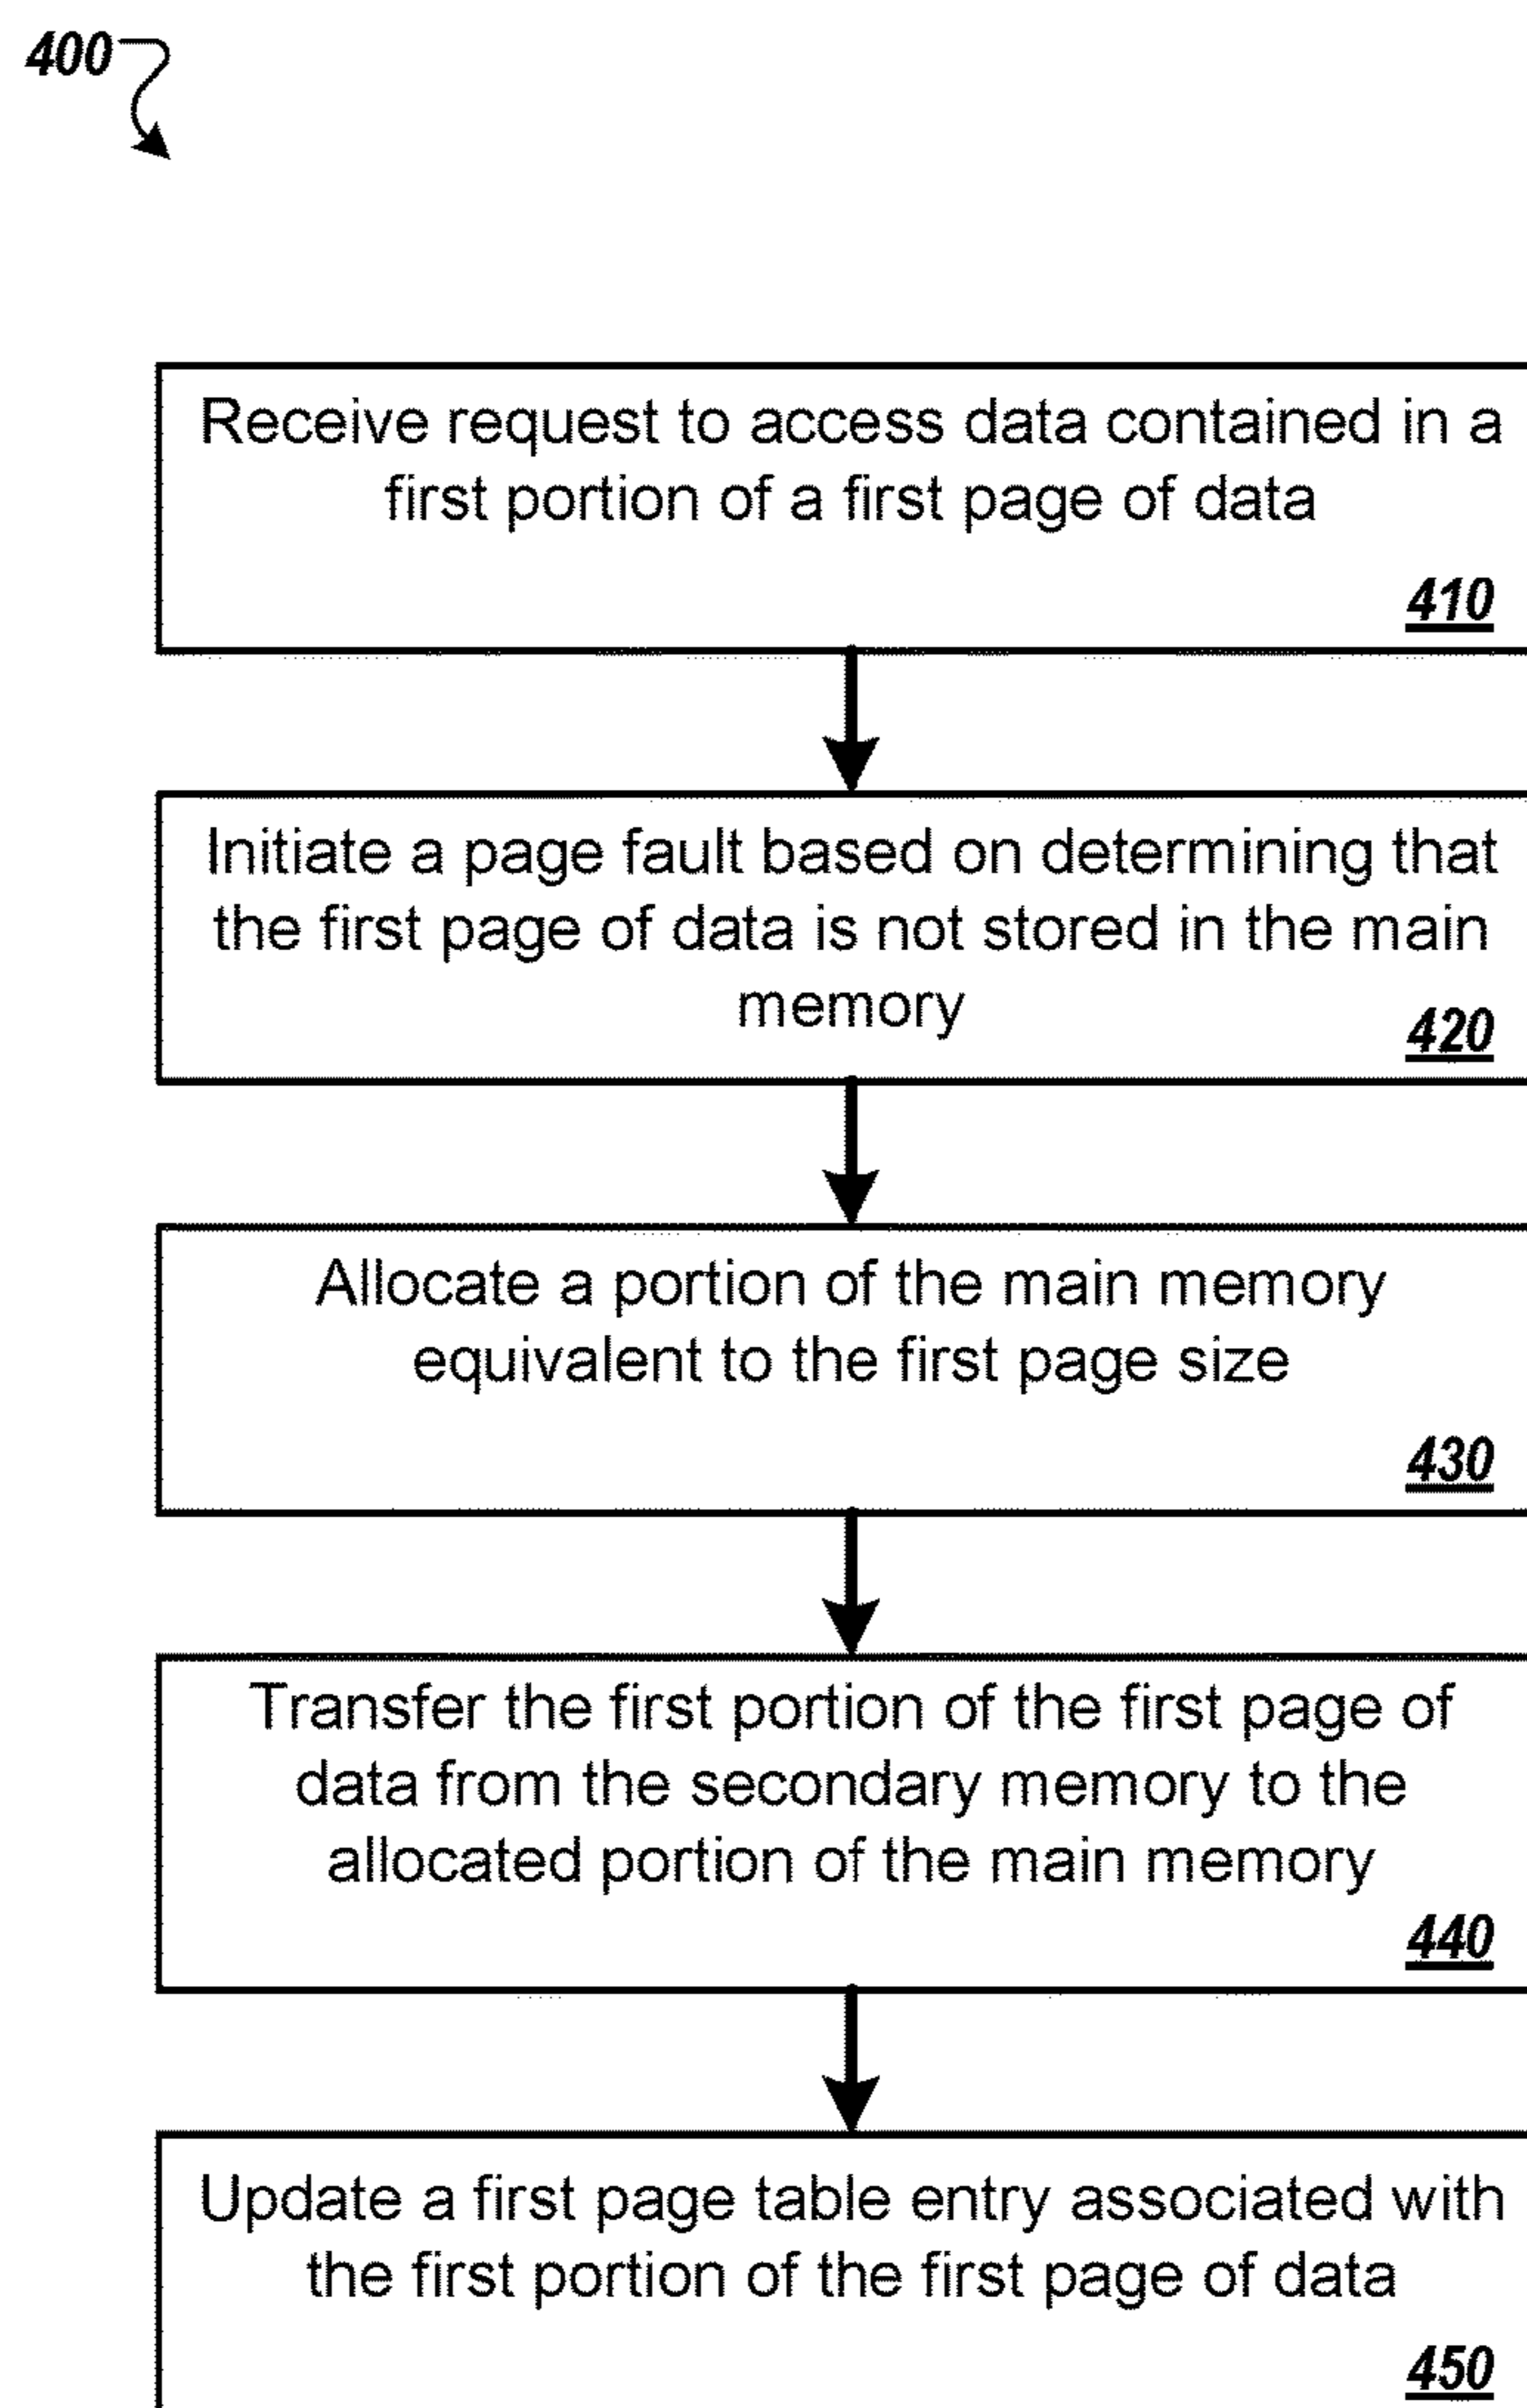 400
Receive request to access data contained in a
first portion of a first page of data
410
Initiate a page fault based on determining that
the first page of data is not stored in the main
memory
420
Allocate a portion of the main memory
equivalent to the first page size
430
Transfer the first portion of the first page of
data from the secondary memory to the
allocated portion of the main memory
440
Update a first page table entry associated with
the first portion of the first page of data
450